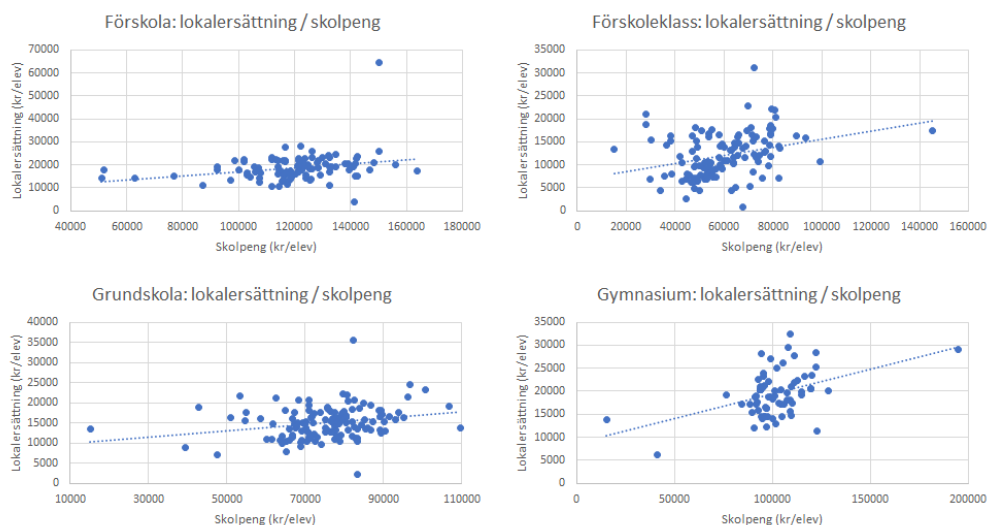 Förskola: lokalersättning / skolpeng
Lokalersättning (kr/elev)
70000
60000
50000
40000
30000
20000
10000
0
40000 60000 80000 100000 120000 140000 160000 180000
Skolpeng (kr/elev)
Förskoleklass: lokalersättning / skolpeng
Lokalersättning (kr/elev)
35000
30000
25000
20000
15000
10000
5000
0
0 20000 40000 60000 80000 100000 120000 140000 160000
Skolpeng (kr/elev)
Grundskola: lokalersättning / skolpeng
Lokalersättning (kr/elev)
40000
35000
30000
25000
20000
15000
10000
5000
0
10000 30000 50000 70000 90000 110000
Skolpeng (kr/elev)
Gymnasium: lokalersättning / skolpeng
Lokalersättning (kr/elev)
35000
30000
25000
20000
15000
10000
5000
0
0 50000 100000 150000 200000
Skolpeng (kr/elev)